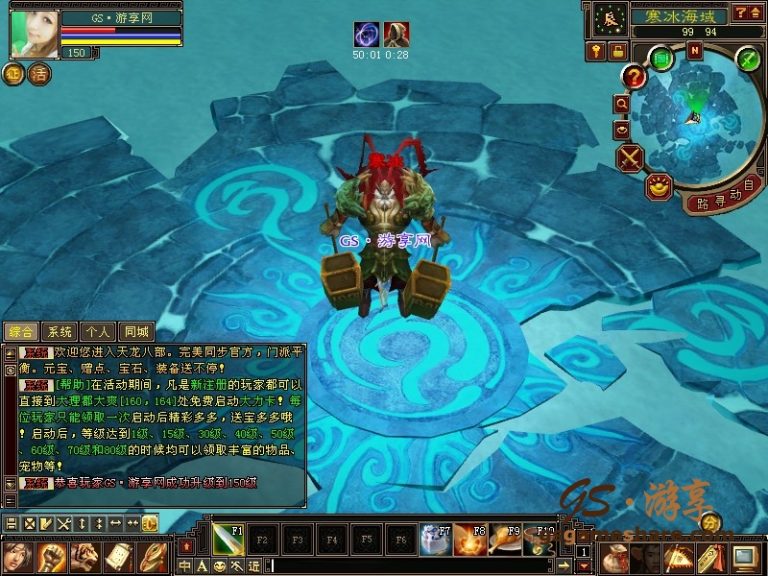 GS·游享网
150
征
活
50:01 0:28
辰
寒冰海域
99 94
N
自动寻路
GS·游享网
综合 系统 个人 同城
系统 欢迎您进入天龙八部。完美同步官方，门派平
衡。元宝、赠点、宝石、装备送不停！
系统 [帮助]在活动期间，凡是新注册的玩家都可以
直接到大理郡大爽[160，164]处免费启动大力卡！每
位玩家只能领取一次启动后精彩多多，送宝多多哦
！启动后，等级达到1级、15级、30级、40级、50级
、60级、70级和80级的时候均可以领取丰富的物品、
宠物等！
系统 恭喜玩家GS·游享网成功升级到150级
GS·游享
F1 F2 F3 F4 F5 F6 F7 F8 F9 F10
1
中 A 近